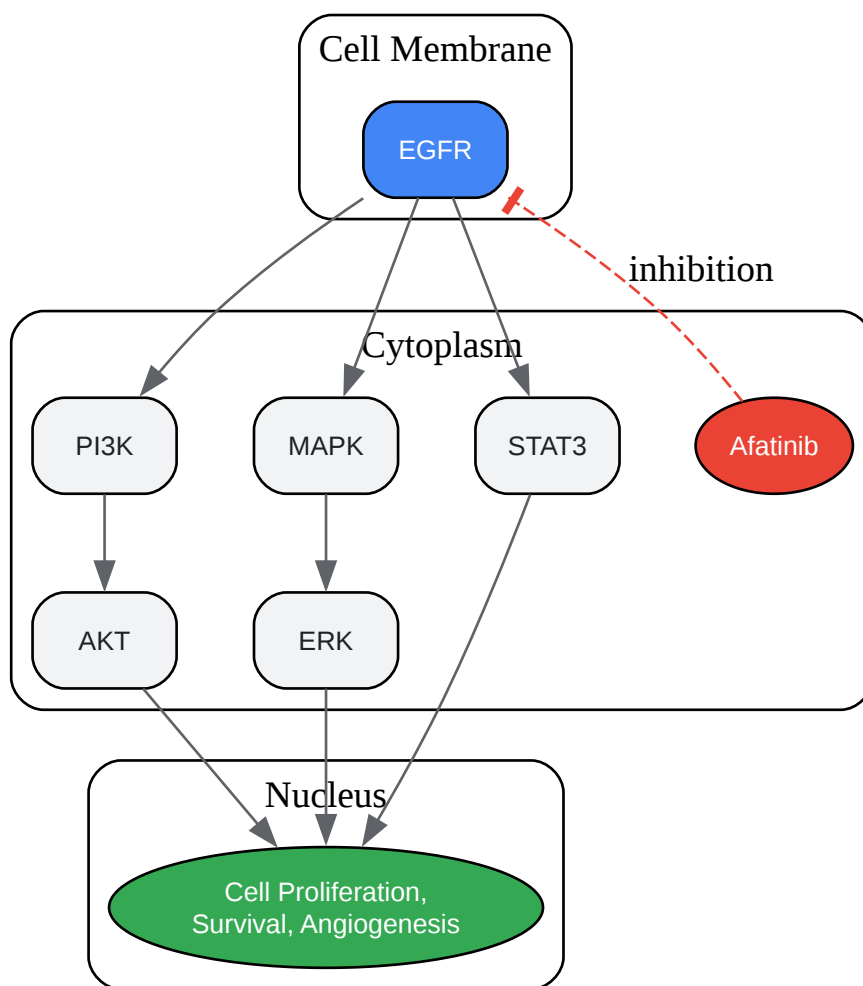 Cell Membrane
EGFR
inhibition
Cytoplasm
PI3K
MAPK
STAT3
Afatinib
AKT
ERK
Nucleus
Cell Proliferation,
Survival, Angiogenesis